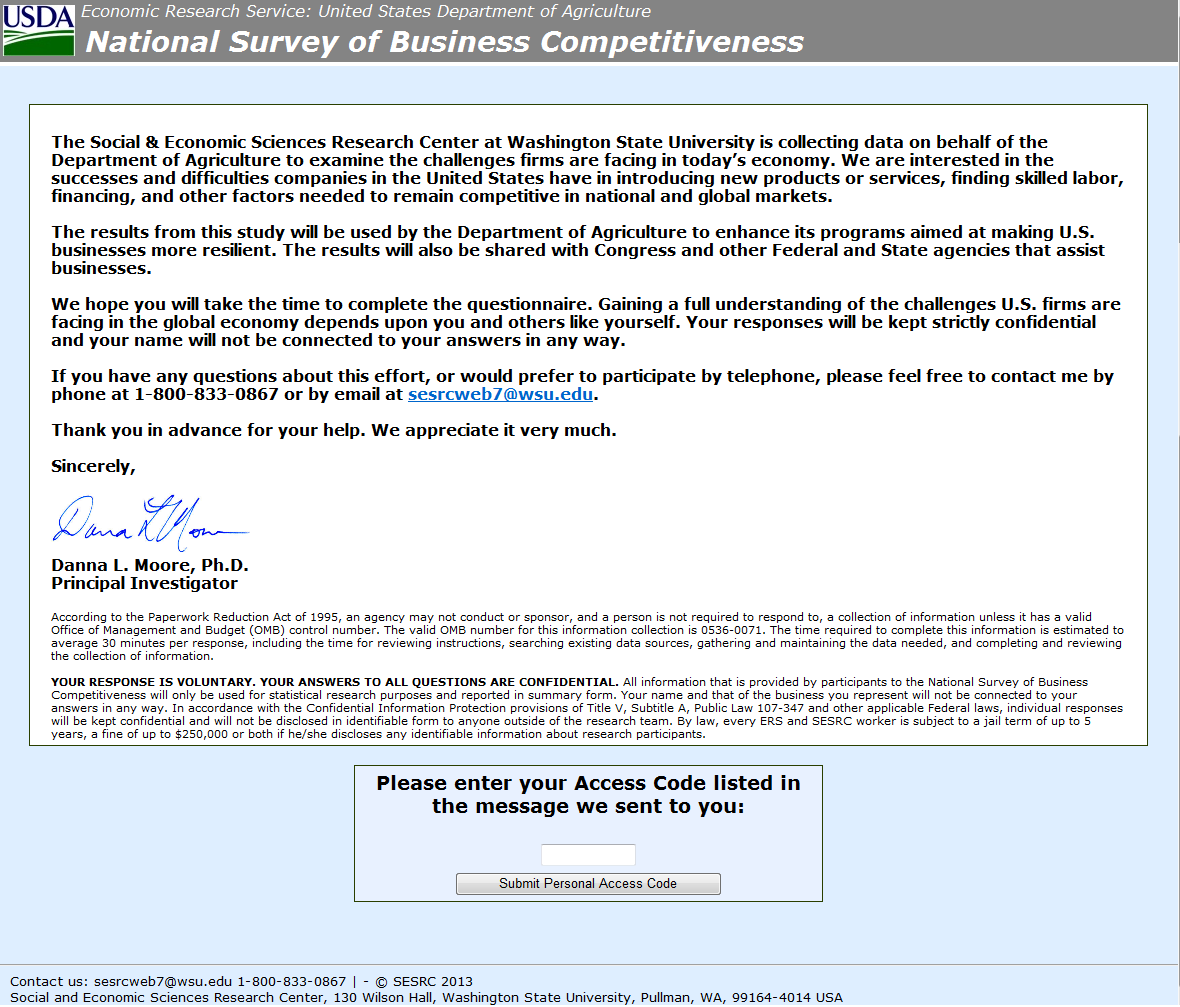 USDA
Economic Research Service: United States Department of Agriculture
National Survey of Business Competitiveness
The Social & Economic Sciences Research Center at Washington State University is collecting data on behalf of the
Department of Agriculture to examine the challenges firms are facing in today's economy. We are interested in the
successes and difficulties companies in the United States have in introducing new products or services, finding skilled labor,
financing, and other factors needed to remain competitive in national and global markets.
The results from this study will be used by the Department of Agriculture to enhance its programs aimed at making U.S.
businesses more resilient. The results will also be shared with Congress and other Federal and State agencies that assist
businesses.
We hope you will take the time to complete the questionnaire. Gaining a full understanding of the challenges U.S. firms are
facing in the global economy depends upon you and others like yourself. Your responses will be kept strictly confidential
and your name will not be connected to your answers in any way.
If you have any questions about this effort, or would prefer to participate by telephone, please feel free to contact me by
phone at 1-800-833-0867 or by email at sesrcweb7@wsu.edu.
Thank you in advance for your help. We appreciate it very much.
Sincerely,
Danna L Moore
Danna L. Moore, Ph.D.
Principal Investigator
According to the Paperwork Reduction Act of 1995, an agency may not conduct or sponsor, and a person is not required to respond to, a collection of information unless it has a valid
Office of Management and Budget (OMB) control number. The valid OMB number for this information collection is 0536-0071. The time required to complete this information is estimated to
average 30 minutes per response, including the time for reviewing instructions, searching existing data sources, gathering and maintaining the data needed, and completing and reviewing
the collection of information.
YOUR RESPONSE IS VOLUNTARY. YOUR ANSWERS TO ALL QUESTIONS ARE CONFIDENTIAL. All information that is provided by participants to the National Survey of Business
Competitiveness will only be used for statistical research purposes and reported in summary form. Your name and that of the business you represent will not be connected to your
answers in any way. In accordance with the Confidential Information Protection provisions of Title V, Subtitle A, Public Law 107-347 and other applicable Federal laws, individual responses
will be kept confidential and will not be disclosed in identifiable form to anyone outside of the research team. By law, every ERS and SESRC worker is subject to a jail term of up to 5
years, a fine of up to $250,000 or both if he/she discloses any identifiable information about research participants.
Please enter your Access Code listed in
the message we sent to you:
Submit Personal Access Code
Contact us: sesrcweb7@wsu.edu 1-800-833-0867 | - © SESRC 2013
Social and Economic Sciences Research Center, 130 Wilson Hall, Washington State University, Pullman, WA, 99164-4014 USA